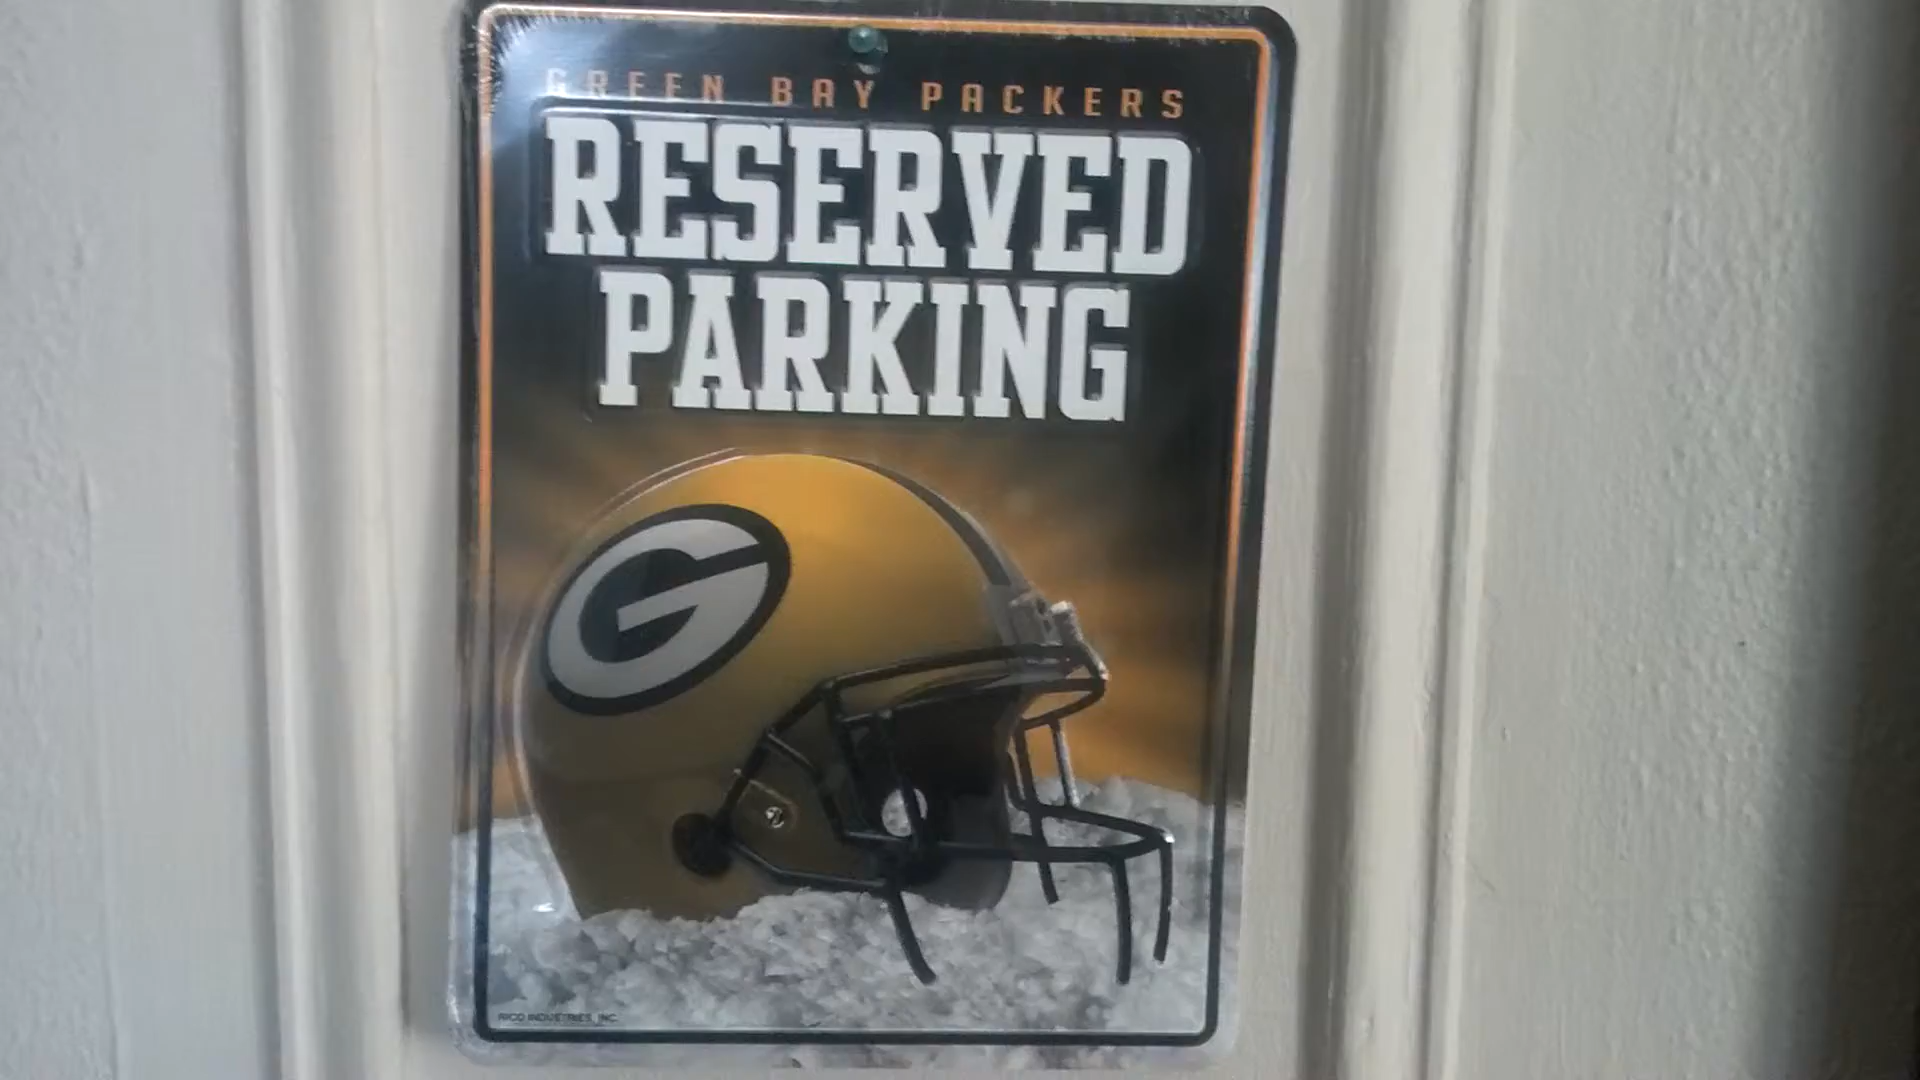 GREEN BAY PACKERS
RESERVED
PARKING
G
RICO INDUSTRIES, INC.